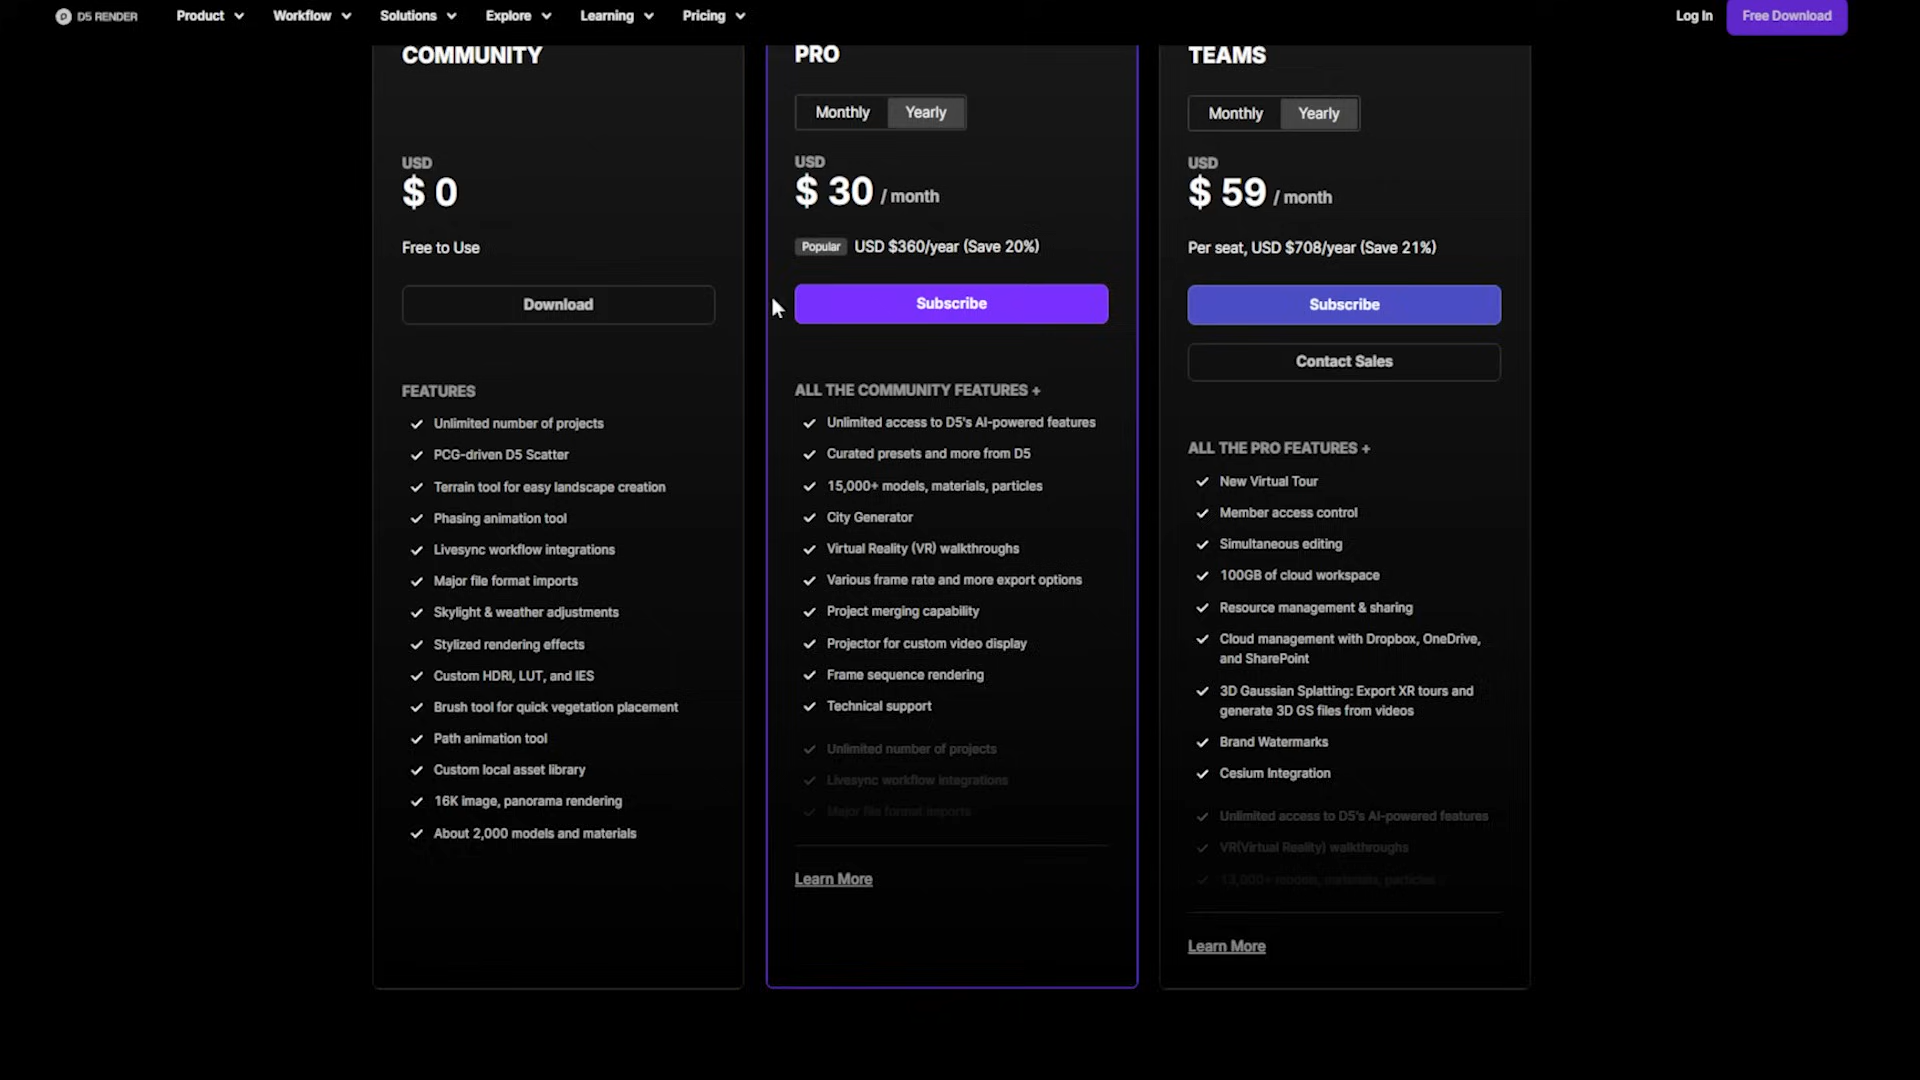 D5 RENDER
Product
Workflow
Solutions
Explore
Learning
Pricing
Log In
Free Download
COMMUNITY
USD
$ 0
Free to Use
Download
FEATURES
Unlimited number of projects
PCG-driven D5 Scatter
Terrain tool for easy landscape creation
Phasing animation tool
Livesync workflow integrations
Major file format imports
Skylight & weather adjustments
Stylized rendering effects
Custom HDRI, LUT, and IES
Brush tool for quick vegetation placement
Path animation tool
Custom local asset library
16K image, panorama rendering
About 2,000 models and materials
PRO
Monthly
Yearly
USD
$ 30 / month
Popular USD $360/year (Save 20%)
Subscribe
ALL THE COMMUNITY FEATURES +
Unlimited access to D5's AI-powered features
Curated presets and more from D5
15,000+ models, materials, particles
City Generator
Virtual Reality (VR) walkthroughs
Various frame rate and more export options
Project merging capability
Projector for custom video display
Frame sequence rendering
Technical support
Unlimited number of projects
Livesync workflow integrations
Major file format imports
Learn More
TEAMS
Monthly
Yearly
USD
$ 59 / month
Per seat, USD $708/year (Save 21%)
Subscribe
Contact Sales
ALL THE PRO FEATURES +
New Virtual Tour
Member access control
Simultaneous editing
100GB of cloud workspace
Resource management & sharing
Cloud management with Dropbox, OneDrive,
and SharePoint
3D Gaussian Splatting: Export XR tours and
generate 3D GS files from videos
Brand Watermarks
Cesium Integration
Unlimited access to D5's AI-powered features
VR(Virtual Reality) walkthroughs
13,000+ models, materials, particles
Learn More